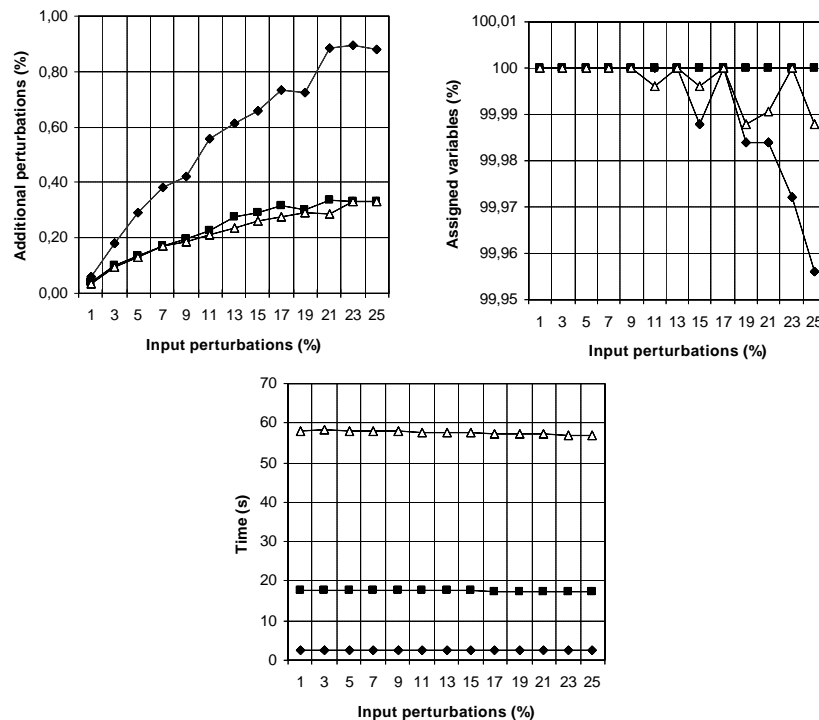 1,00
0,80
0,60
0,40
0,20
0,00
Additional perturbations (%)
1 3 5 7 9 11 13 15 17 19 21 23 25
Input perturbations (%)
100,01
100
99,99
99,98
99,97
99,96
99,95
Assigned variables (%)
1 3 5 7 9 11 13 15 17 19 21 23 25
Input perturbations (%)
70
60
50
40
30
20
10
0
Time (s)
1 3 5 7 9 11 13 15 17 19 21 23 25
Input perturbations (%)